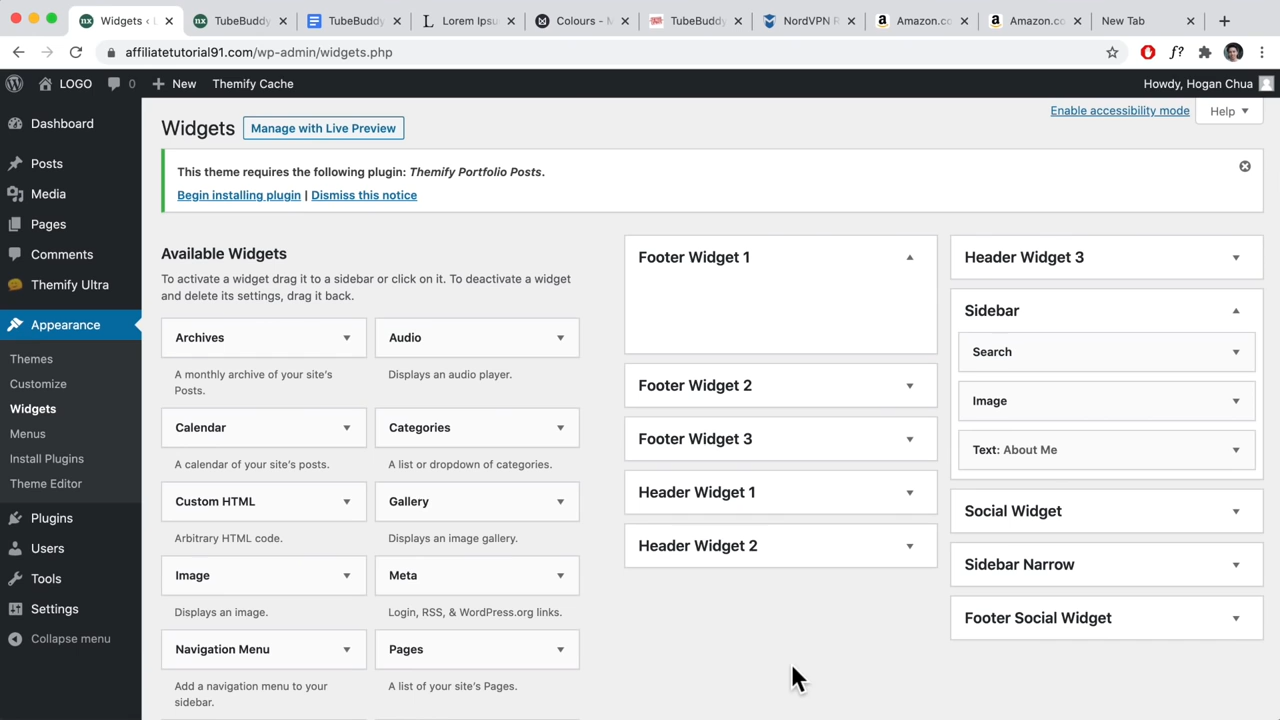 Widgets ‹ L
TubeBuddy
TubeBuddy
Lorem Ipsu
Colours - M
TubeBuddy
NordVPN R
Amazon.co
Amazon.co
New Tab
affiliatetutorial91.com/wp-admin/widgets.php
f?
LOGO
0
New
Themify Cache
Howdy, Hogan Chua
Dashboard
Posts
Media
Pages
Comments
Themify Ultra
Appearance
Themes
Customize
Widgets
Menus
Install Plugins
Theme Editor
Plugins
Users
Tools
Settings
Collapse menu
Enable accessibility mode
Help
Widgets
Manage with Live Preview
This theme requires the following plugin: Themify Portfolio Posts.
Begin installing plugin | Dismiss this notice
Available Widgets
To activate a widget drag it to a sidebar or click on it. To deactivate a widget
and delete its settings, drag it back.
Archives
A monthly archive of your site's
Posts.
Audio
Displays an audio player.
Calendar
A calendar of your site's posts.
Categories
A list or dropdown of categories.
Custom HTML
Arbitrary HTML code.
Gallery
Displays an image gallery.
Image
Displays an image.
Meta
Login, RSS, & WordPress.org links.
Navigation Menu
Add a navigation menu to your
sidebar.
Pages
A list of your site's Pages.
Footer Widget 1
Footer Widget 2
Footer Widget 3
Header Widget 1
Header Widget 2
Header Widget 3
Sidebar
Search
Image
Text: About Me
Social Widget
Sidebar Narrow
Footer Social Widget